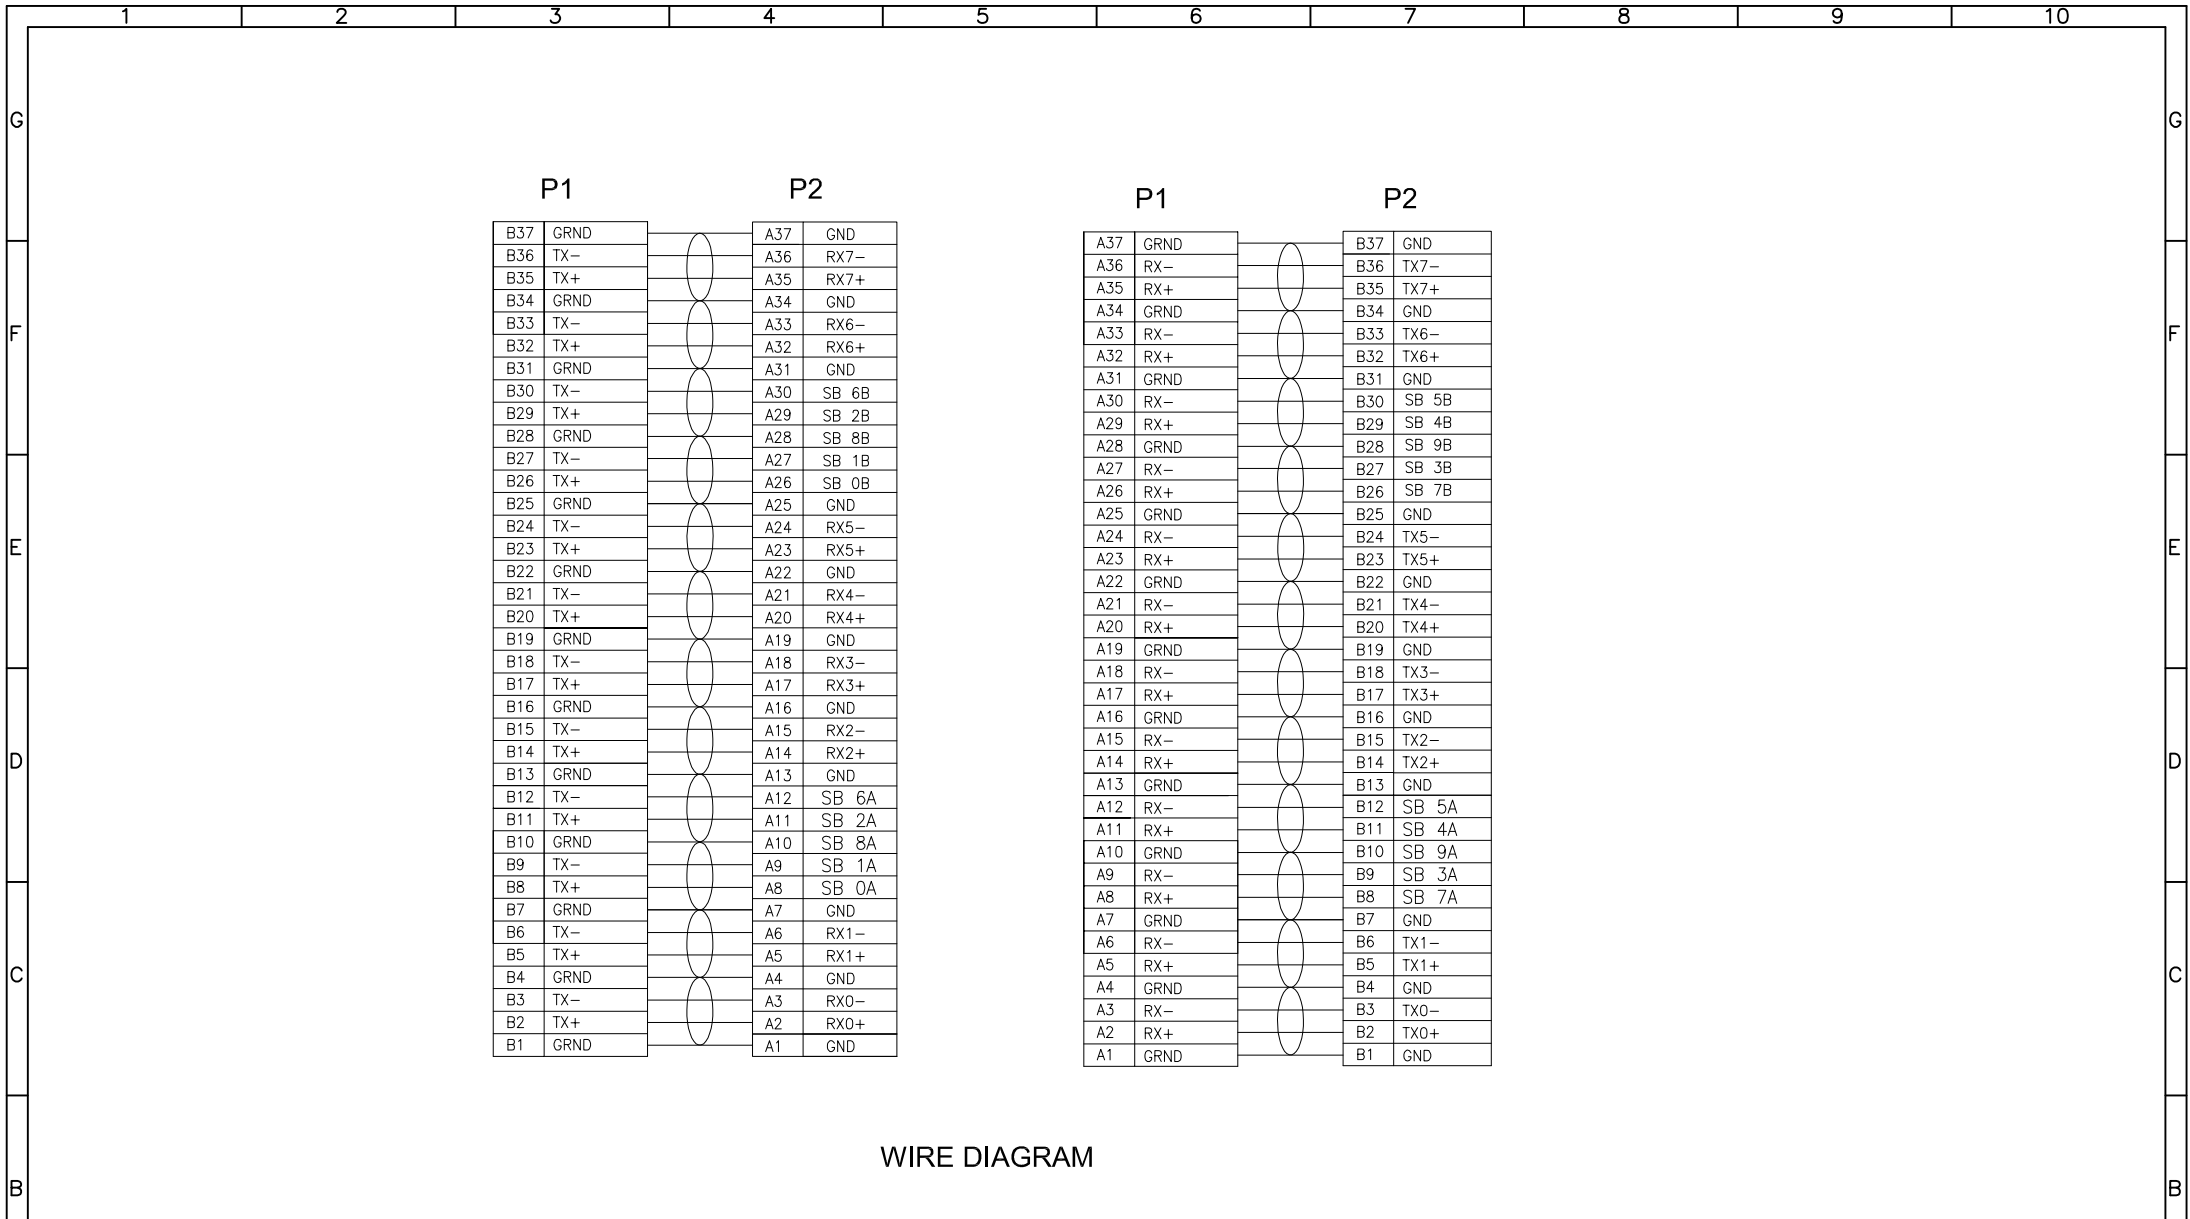 1 2 3 4 5 6 7 8 9 10
G G
P1 P2 P1 P2
B37 GRND A37 GND A37 GRND B37 GND
B36 TX- A36 RX7- A36 RX- B36 TX7-
B35 TX+ A35 RX7+ A35 RX+ B35 TX7+
B34 GRND A34 GND A34 GRND B34 GND
F B33 TX- A33 RX6- A33 RX- B33 TX6- F
B32 TX+ A32 RX6+ A32 RX+ B32 TX6+
B31 GRND A31 GND A31 GRND B31 GND
B30 TX- A30 SB 6B A30 RX- B30 SB 5B
B29 TX+ A29 SB 2B A29 RX+ B29 SB 4B
B28 GRND A28 SB 8B A28 GRND B28 SB 9B
B27 TX- A27 SB 1B A27 RX- B27 SB 3B
B26 TX+ A26 SB 0B A26 RX+ B26 SB 7B
B25 GRND A25 GND A25 GRND B25 GND
B24 TX- A24 RX5- A24 RX- B24 TX5-
E B23 TX+ A23 RX5+ A23 RX+ B23 TX5+ E
B22 GRND A22 GND A22 GRND B22 GND
B21 TX- A21 RX4- A21 RX- B21 TX4-
B20 TX+ A20 RX4+ A20 RX+ B20 TX4+
B19 GRND A19 GND A19 GRND B19 GND
B18 TX- A18 RX3- A18 RX- B18 TX3-
B17 TX+ A17 RX3+ A17 RX+ B17 TX3+
B16 GRND A16 GND A16 GRND B16 GND
B15 TX- A15 RX2- A15 RX- B15 TX2-
D B14 TX+ A14 RX2+ A14 RX+ B14 TX2+ D
B13 GRND A13 GND A13 GRND B13 GND
B12 TX- A12 SB 6A A12 RX- B12 SB 5A
B11 TX+ A11 SB 2A A11 RX+ B11 SB 4A
B10 GRND A10 SB 8A A10 GRND B10 SB 9A
B9 TX- A9 SB 1A A9 RX- B9 SB 3A
B8 TX+ A8 SB 0A A8 RX+ B8 SB 7A
B7 GRND A7 GND A7 GRND B7 GND
B6 TX- A6 RX1- A6 RX- B6 TX1-
B5 TX+ A5 RX1+ A5 RX+ B5 TX1+
C B4 GRND A4 GND A4 GRND B4 GND C
B3 TX- A3 RX0- A3 RX- B3 TX0-
B2 TX+ A2 RX0+ A2 RX+ B2 TX0+
B1 GRND A1 GND A1 GRND B1 GND
WIRE DIAGRAM
B B